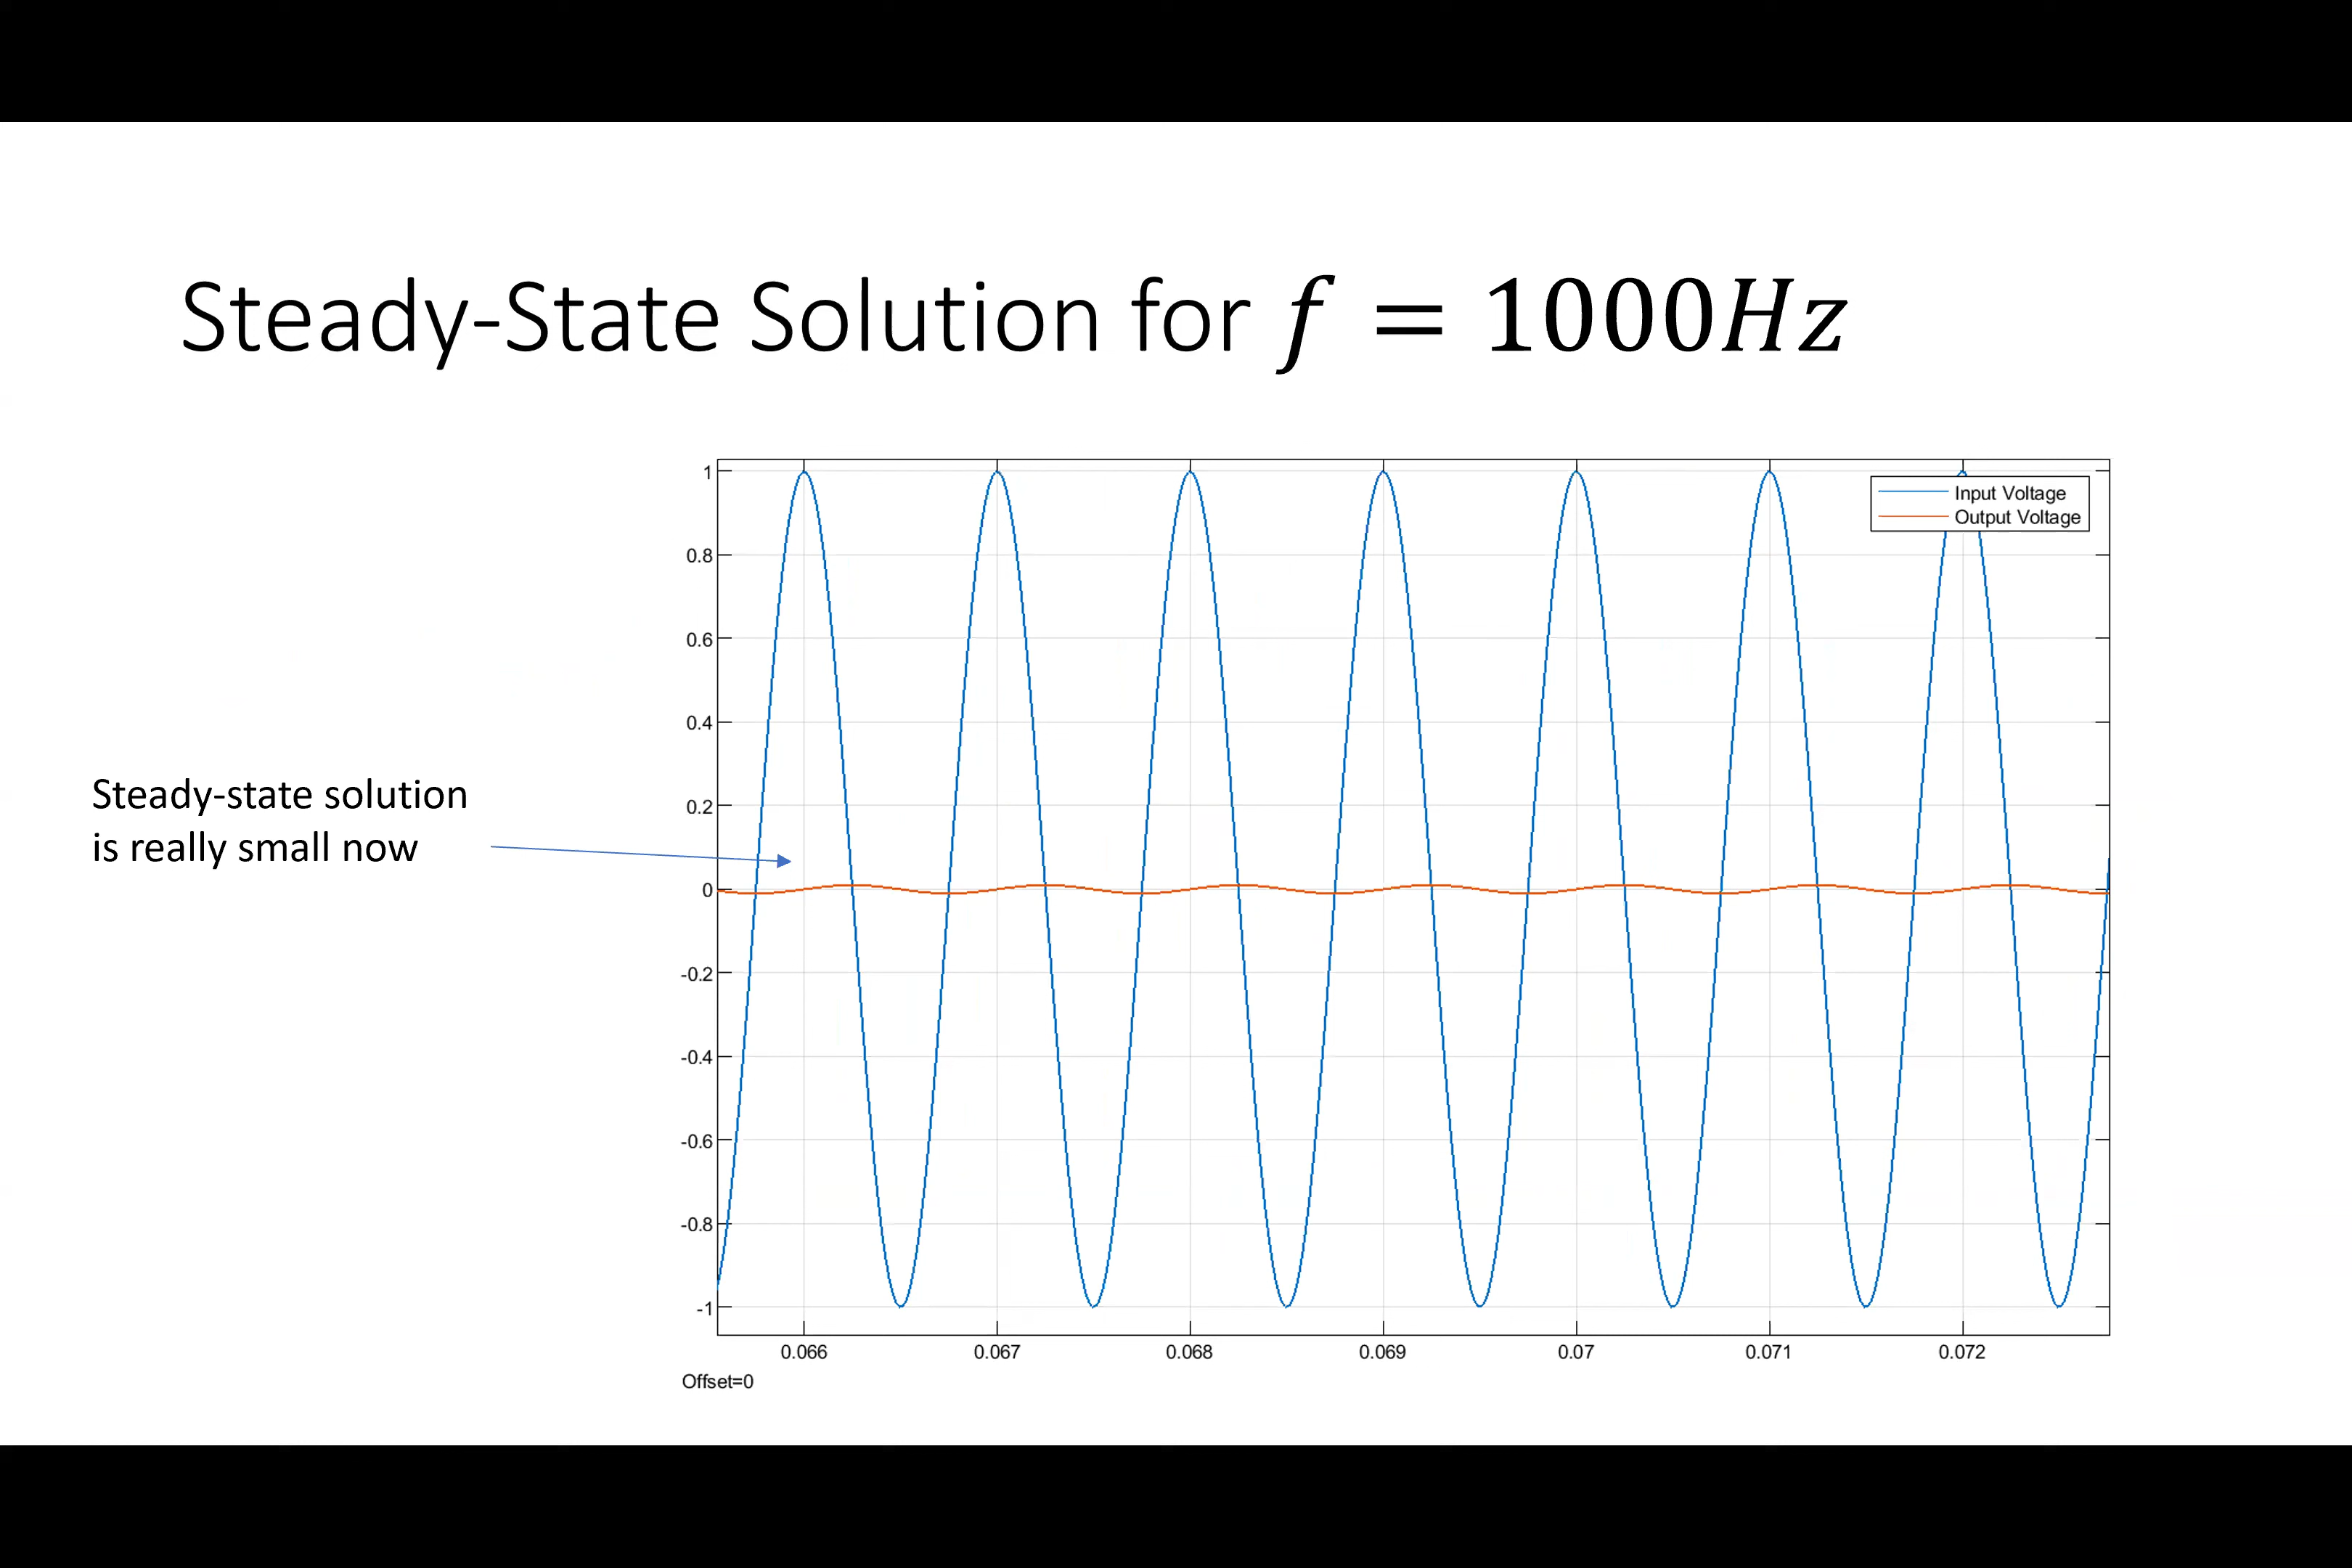 Steady-State Solution for f = 1000Hz
Steady-state solution
is really small now
Input Voltage
Output Voltage
1
0.8
0.6
0.4
0.2
0
-0.2
-0.4
-0.6
-0.8
-1
0.066 0.067 0.068 0.069 0.07 0.071 0.072
Offset=0